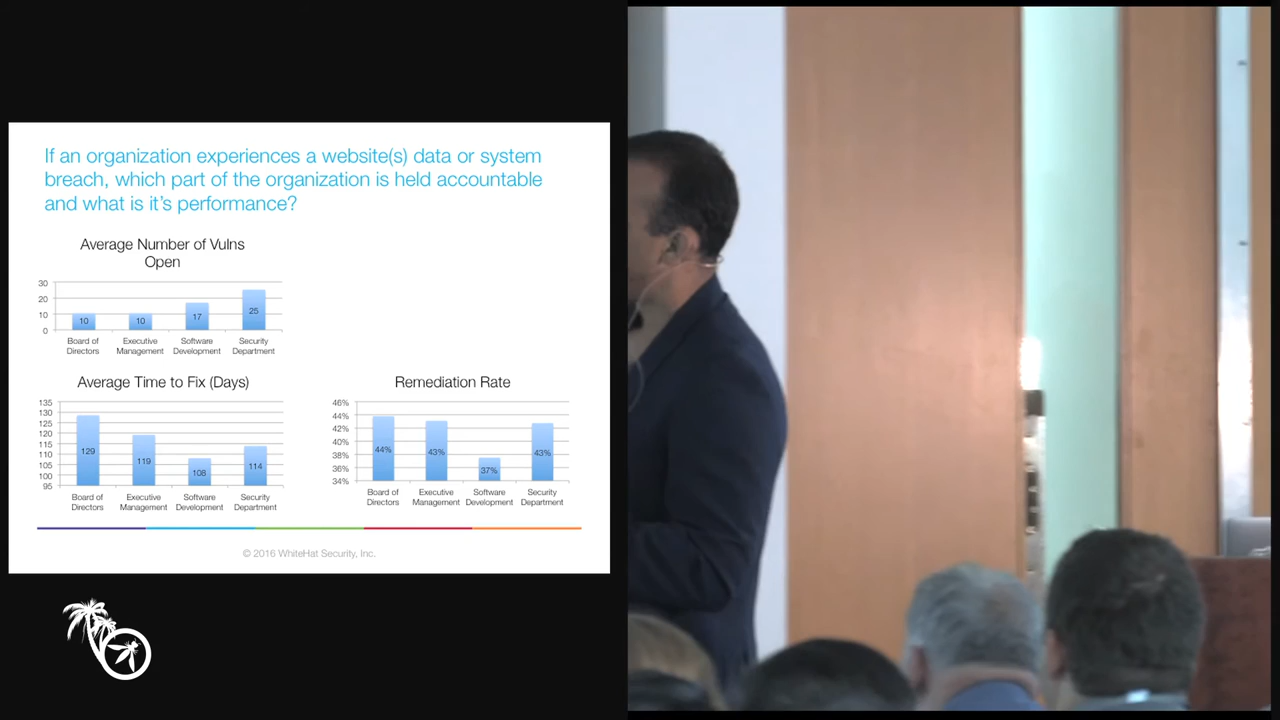 If an organization experiences a website(s) data or system
breach, which part of the organization is held accountable
and what is it's performance?
Average Number of Vulns
Open
30
20
10
0
10
10
17
25
Board of
Directors
Executive
Management
Software
Development
Security
Department
Average Time to Fix (Days)
135
130
125
120
115
110
105
100
95
129
119
108
114
Board of
Directors
Executive
Management
Software
Development
Security
Department
Remediation Rate
46%
44%
42%
40%
38%
36%
34%
44%
43%
37%
43%
Board of
Directors
Executive
Management
Software
Development
Security
Department
© 2016 WhiteHat Security, Inc.